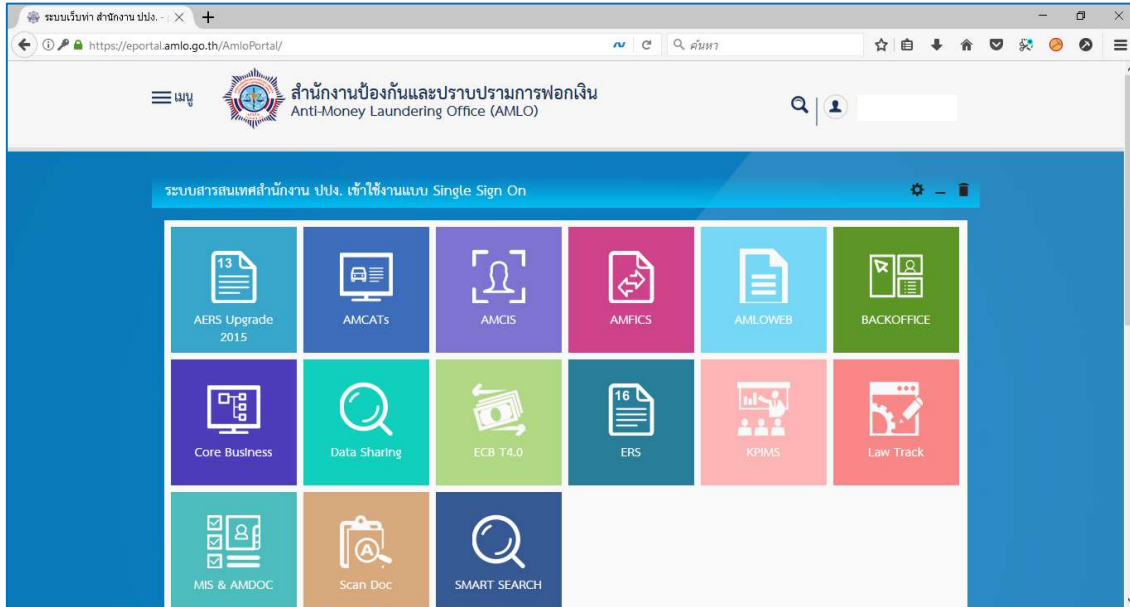 ระบบเว็บท่า สำนักงาน ปปง. -
https://eportal.amlo.go.th/AmloPortal/
ค้นหา
เมนู
สำนักงานป้องกันและปราบปรามการฟอกเงิน
Anti-Money Laundering Office (AMLO)
ระบบสารสนเทศสำนักงาน ปปง. เข้าใช้งานแบบ Single Sign On
13
AERS Upgrade
2015
AMCATs
AMCIS
AMFICS
AMLOWEB
BACKOFFICE
Core Business
Data Sharing
ECB T4.0
16
ERS
KPIMS
Law Track
MIS & AMDOC
A
Scan Doc
SMART SEARCH